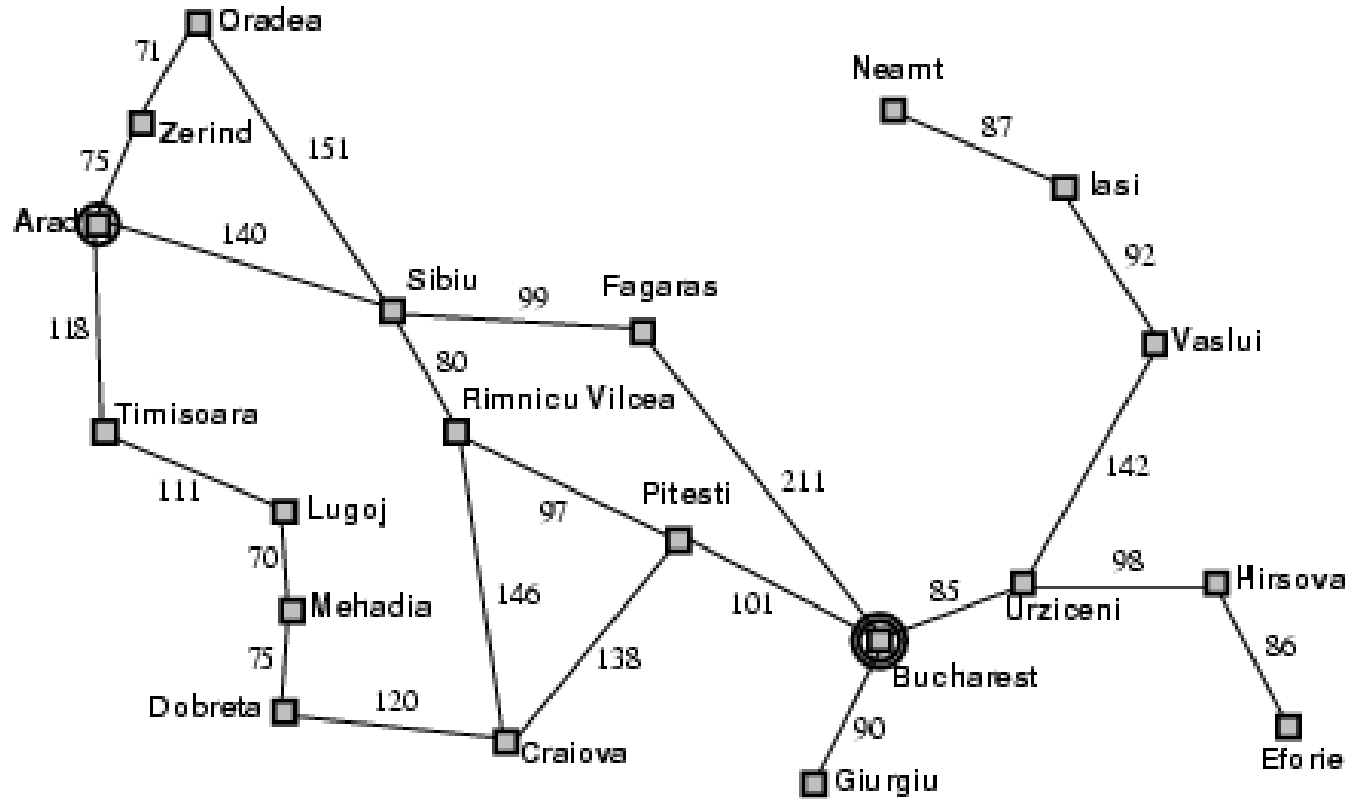 Oradea
71
Neamt
87
Zerind
151
75
Iasi
Arad
140
92
Sibiu
Fagaras
99
118
Vaslui
80
Rimnicu Vilcea
Timisoara
142
211
Pitesti
111
Lugoj
97
70
98
Hirsova
85
146
101
Mehadia
Urziceni
86
138
75
Bucharest
Dobreta
120
90
Craiova
Eforie
Giurgiu